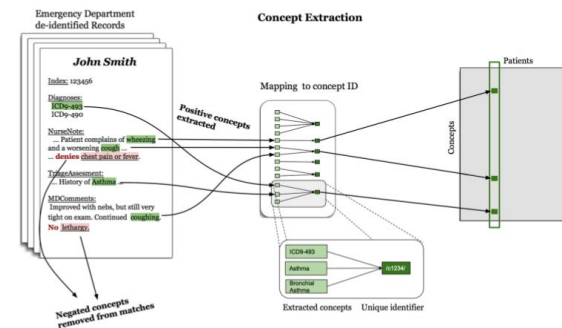 Emergency Department
de-identified Records
Concept Extraction
John Smith
Index: 123456
Diagnoses:
ICD9-493
ICD9-490
NurseNote:
... Patient complains of wheezing
and a worsening cough ...
... denies chest pain or fever.
TriageAssesment:
... History of Asthma ...
MDComments:
Improved with nebs, but still very
tight on exam. Continued coughing.
No lethargy.
Negated concepts
removed from matches
Positive concepts
extracted
Mapping to concept ID
ICD9-493
Asthma
Bronchial
Asthma
/c1234/
Extracted concepts
Unique identifier
Patients
Concepts